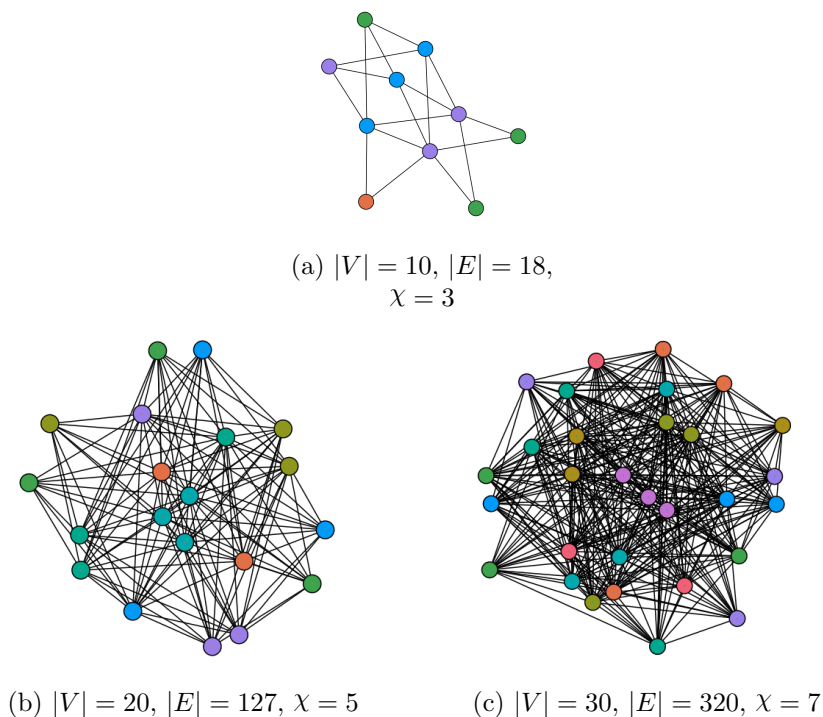 (a) |V| = 10, |E| = 18,
χ = 3
(b) |V| = 20, |E| = 127, χ = 5
(c) |V| = 30, |E| = 320, χ = 7